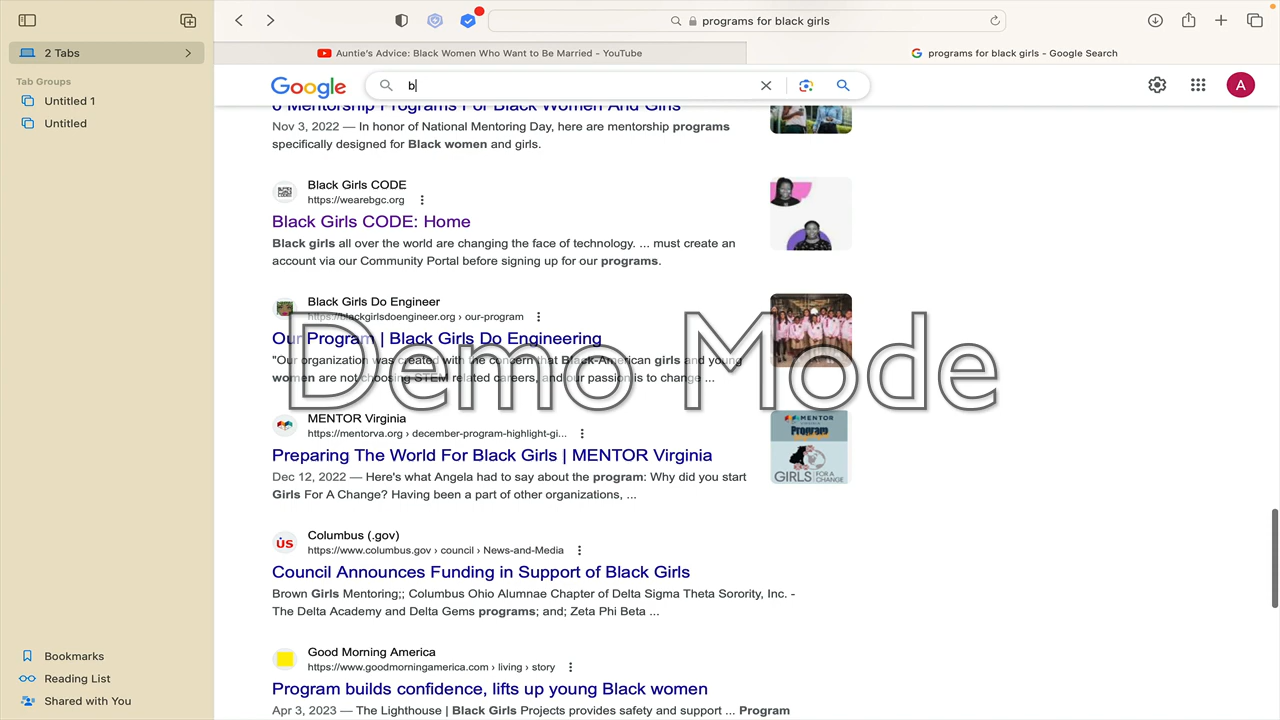 programs for black girls
2 Tabs
Auntie's Advice: Black Women Who Want to Be Married - YouTube
programs for black girls - Google Search
Tab Groups
Untitled 1
Untitled
Google
b
A
6 Mentorship Programs For Black Women And Girls
Nov 3, 2022 — In honor of National Mentoring Day, here are mentorship programs
specifically designed for Black women and girls.
Black Girls CODE
https://wearebgc.org
Black Girls CODE: Home
Black girls all over the world are changing the face of technology. ... must create an
account via our Community Portal before signing up for our programs.
Black Girls Do Engineer
https://blackgirlsdoengineer.org › our-program
Our Program | Black Girls Do Engineering
"Our organization was created with the concern that Black-American girls and young
women are not choosing STEM related careers, and our passion is to change ...
Demo Mode
MENTOR Virginia
https://mentorva.org › december-program-highlight-gi...
Preparing The World For Black Girls | MENTOR Virginia
Dec 12, 2022 — Here's what Angela had to say about the program: Why did you start
Girls For A Change? Having been a part of other organizations, ...
MENTOR
Program
GIRLS FOR A CHANGE
Columbus (.gov)
https://www.columbus.gov › council › News-and-Media
US
Council Announces Funding in Support of Black Girls
Brown Girls Mentoring;; Columbus Ohio Alumnae Chapter of Delta Sigma Theta Sorority, Inc. -
The Delta Academy and Delta Gems programs; and; Zeta Phi Beta ...
Good Morning America
https://www.goodmorningamerica.com › living › story
Program builds confidence, lifts up young Black women
Apr 3, 2023 — The Lighthouse | Black Girls Projects provides safety and support ... Program
Bookmarks
Reading List
Shared with You